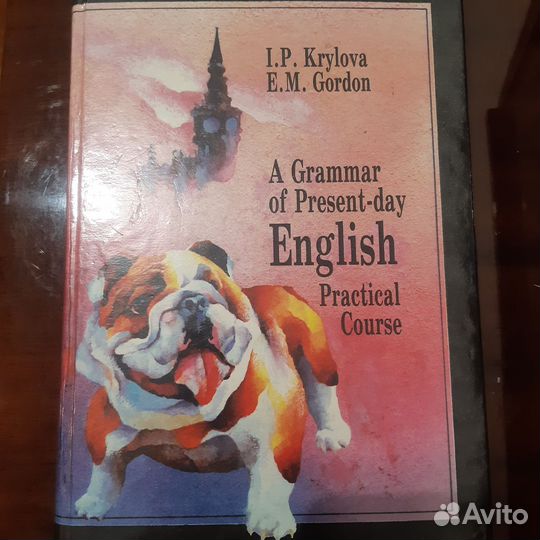 I.P. Krylova
E.M. Gordon
A Grammar
of Present-day
English
Practical
Course
Avito